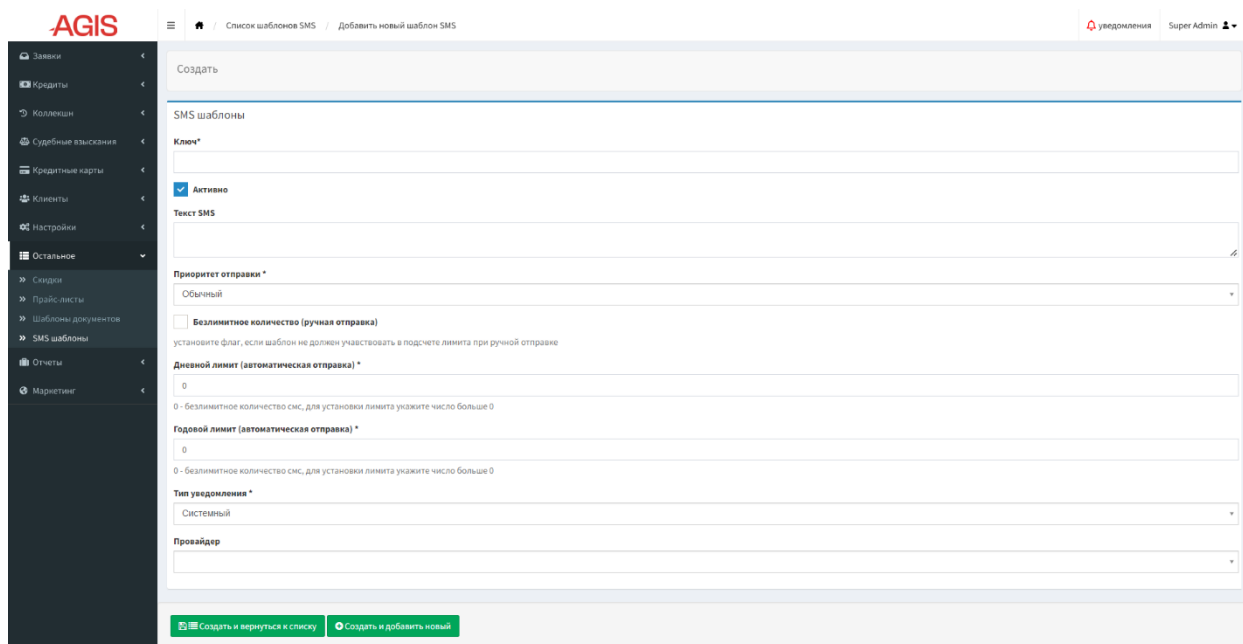 AGIS
Список шаблонов SMS / Добавить новый шаблон SMS
уведомления Super Admin
Заявки
Кредиты
Коллекшн
Судебные взыскания
Кредитные карты
Клиенты
Настройки
Остальное
Скидки
Прайс-листы
Шаблоны документов
SMS шаблоны
Отчеты
Маркетинг
Создать
SMS шаблоны
Ключ*
Активно
Текст SMS
Приоритет отправки *
Обычный
Безлимитное количество (ручная отправка)
установите флаг, если шаблон не должен учавствовать в подсчете лимита при ручной отправке
Дневной лимит (автоматическая отправка) *
0
0 - безлимитное количество смс, для установки лимита укажите число больше 0
Годовой лимит (автоматическая отправка) *
0
0 - безлимитное количество смс, для установки лимита укажите число больше 0
Тип уведомления *
Системный
Провайдер
Создать и вернуться к списку Создать и добавить новый